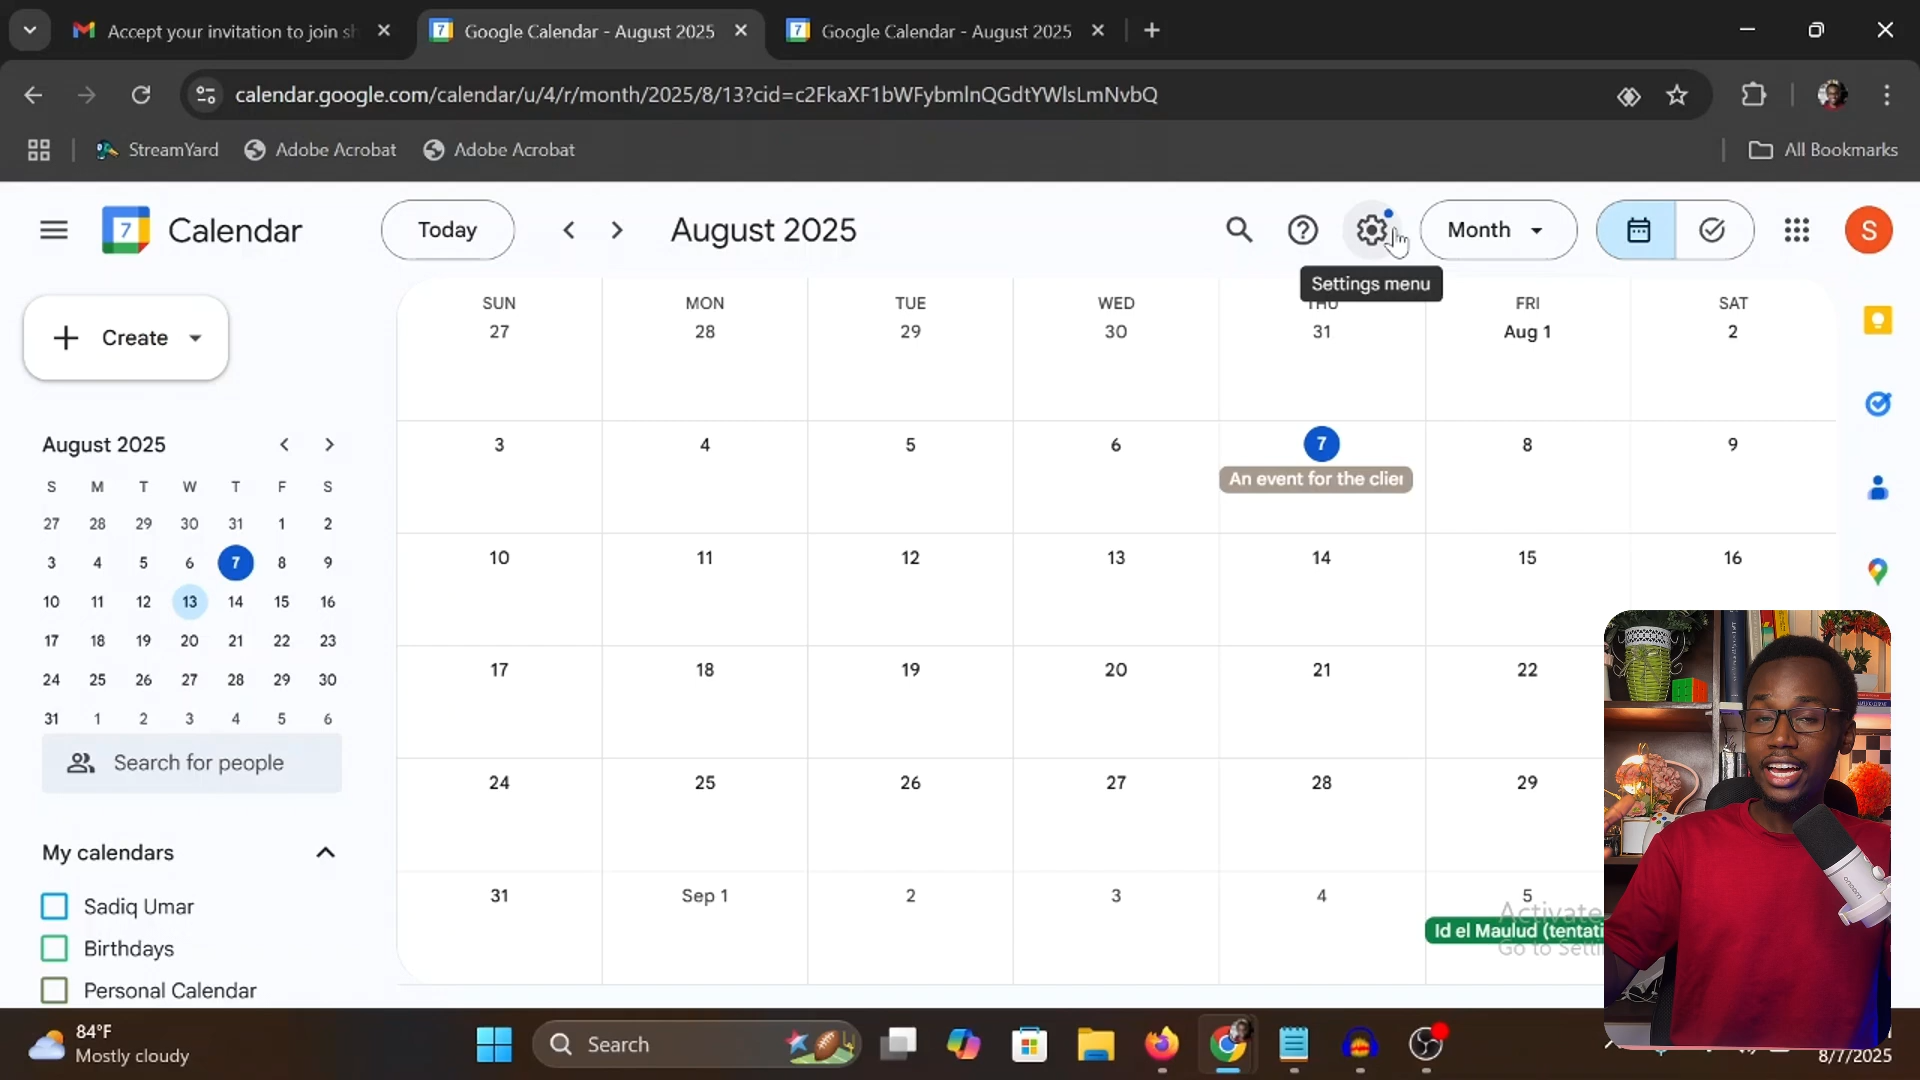 Accept your invitation to join sh
Google Calendar - August 2025
Google Calendar - August 2025
calendar.google.com/calendar/u/4/r/month/2025/8/13?cid=c2FkaXF1bWFybmlnQGdtYWlsLmNvbQ
StreamYard
Adobe Acrobat
Adobe Acrobat
All Bookmarks
7
Calendar
Today
August 2025
Month
S
Settings menu
Create
SUN MON TUE WED THU FRI SAT
27 28 29 30 31 Aug 1 2
3 4 5 6 7 8 9
An event for the clien
10 11 12 13 14 15 16
17 18 19 20 21 22
24 25 26 27 28 29
31 Sep 1 2 3 4 5
Id el Maulud (tentati
August 2025
S M T W T F S
27 28 29 30 31 1 2
3 4 5 6 7 8 9
10 11 12 13 14 15 16
17 18 19 20 21 22 23
24 25 26 27 28 29 30
31 1 2 3 4 5 6
Search for people
My calendars
Sadiq Umar
Birthdays
Personal Calendar
Activate
Go to Setti
84°F
Mostly cloudy
Search
8/7/2025